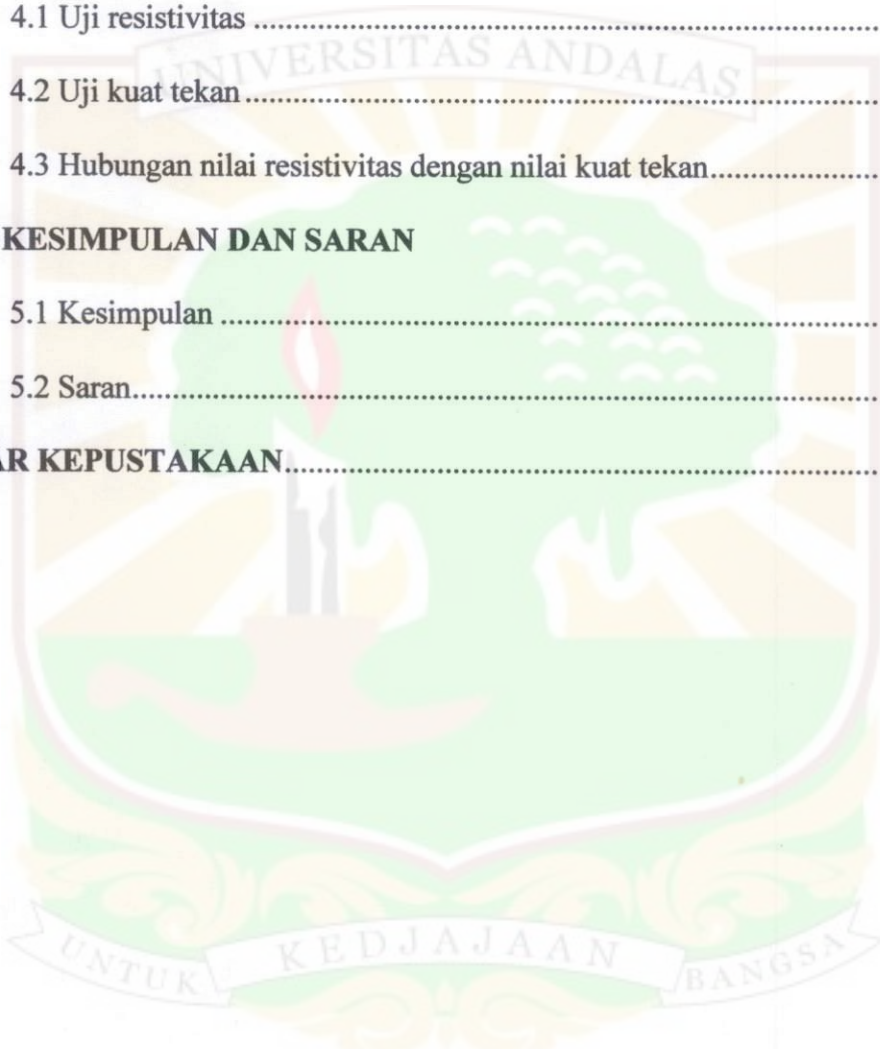 4.1 Uji resistivitas ........................................................................
UNIVERSITAS ANDALAS
4.2 Uji kuat tekan ........................................................................
4.3 Hubungan nilai resistivitas dengan nilai kuat tekan...................
KESIMPULAN DAN SARAN
5.1 Kesimpulan ...........................................................................
5.2 Saran.....................................................................................
AR KEPUSTAKAAN..................................................................
UNTUK KEDJAJAAN BANGSA